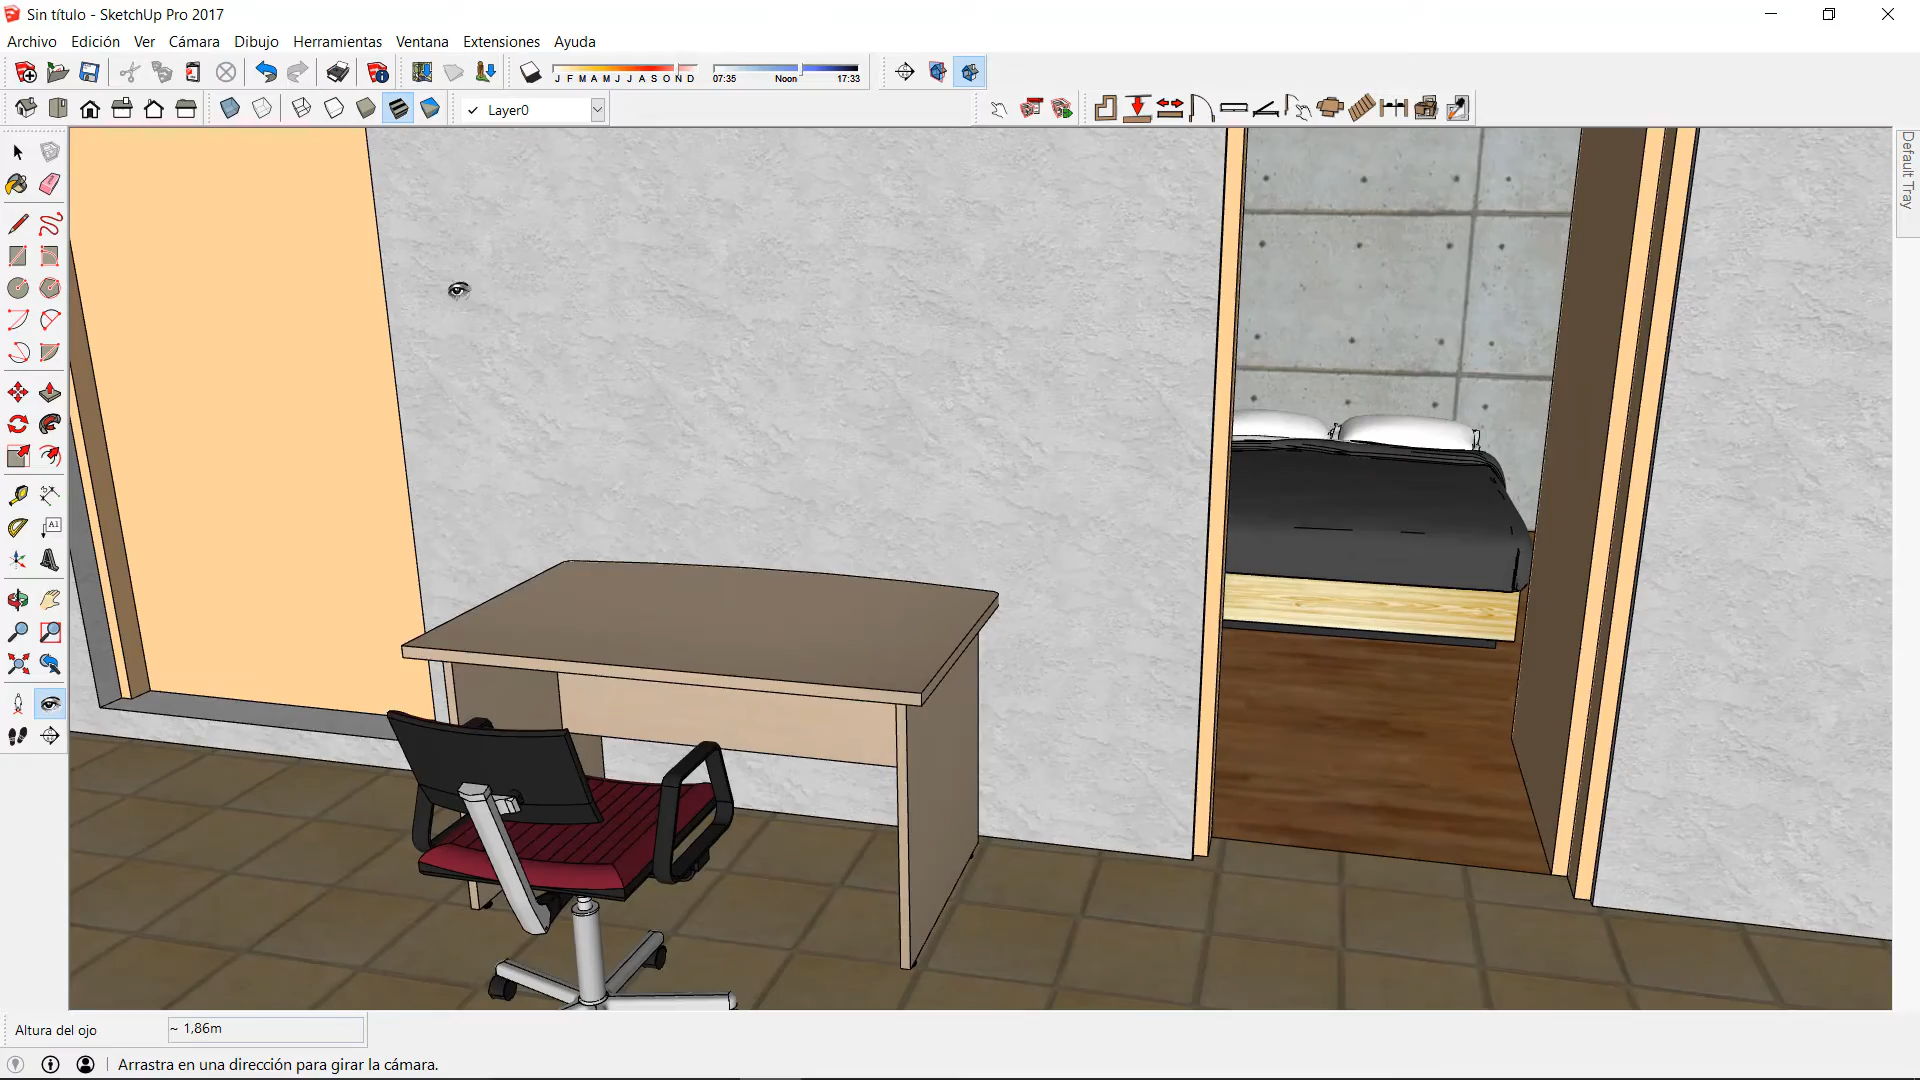 Sin título - SketchUp Pro 2017
Archivo Edición Ver Cámara Dibujo Herramientas Ventana Extensiones Ayuda
J F M A M J J A S O N D 07:35 Noon 17:33
Layer0
Default Tray
A1
Altura del ojo ~ 1,86m
Arrastra en una dirección para girar la cámara.